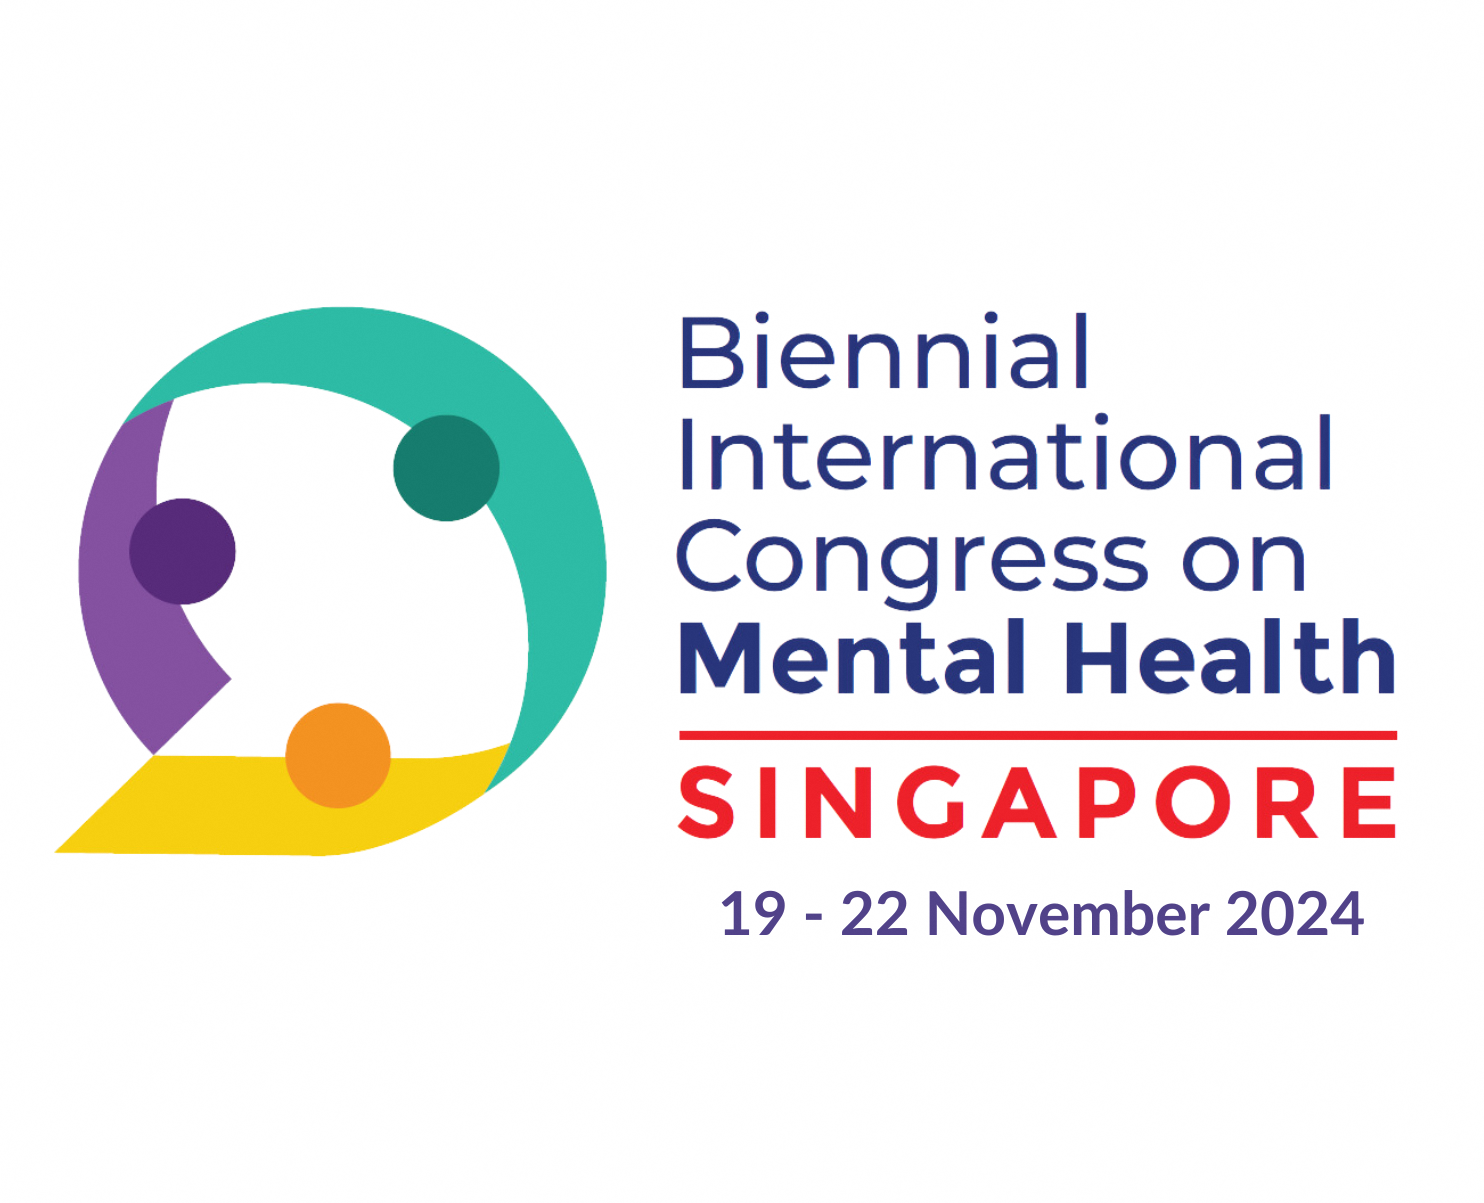 Biennial
International
Congress on
Mental Health
SINGAPORE
19 - 22 November 2024